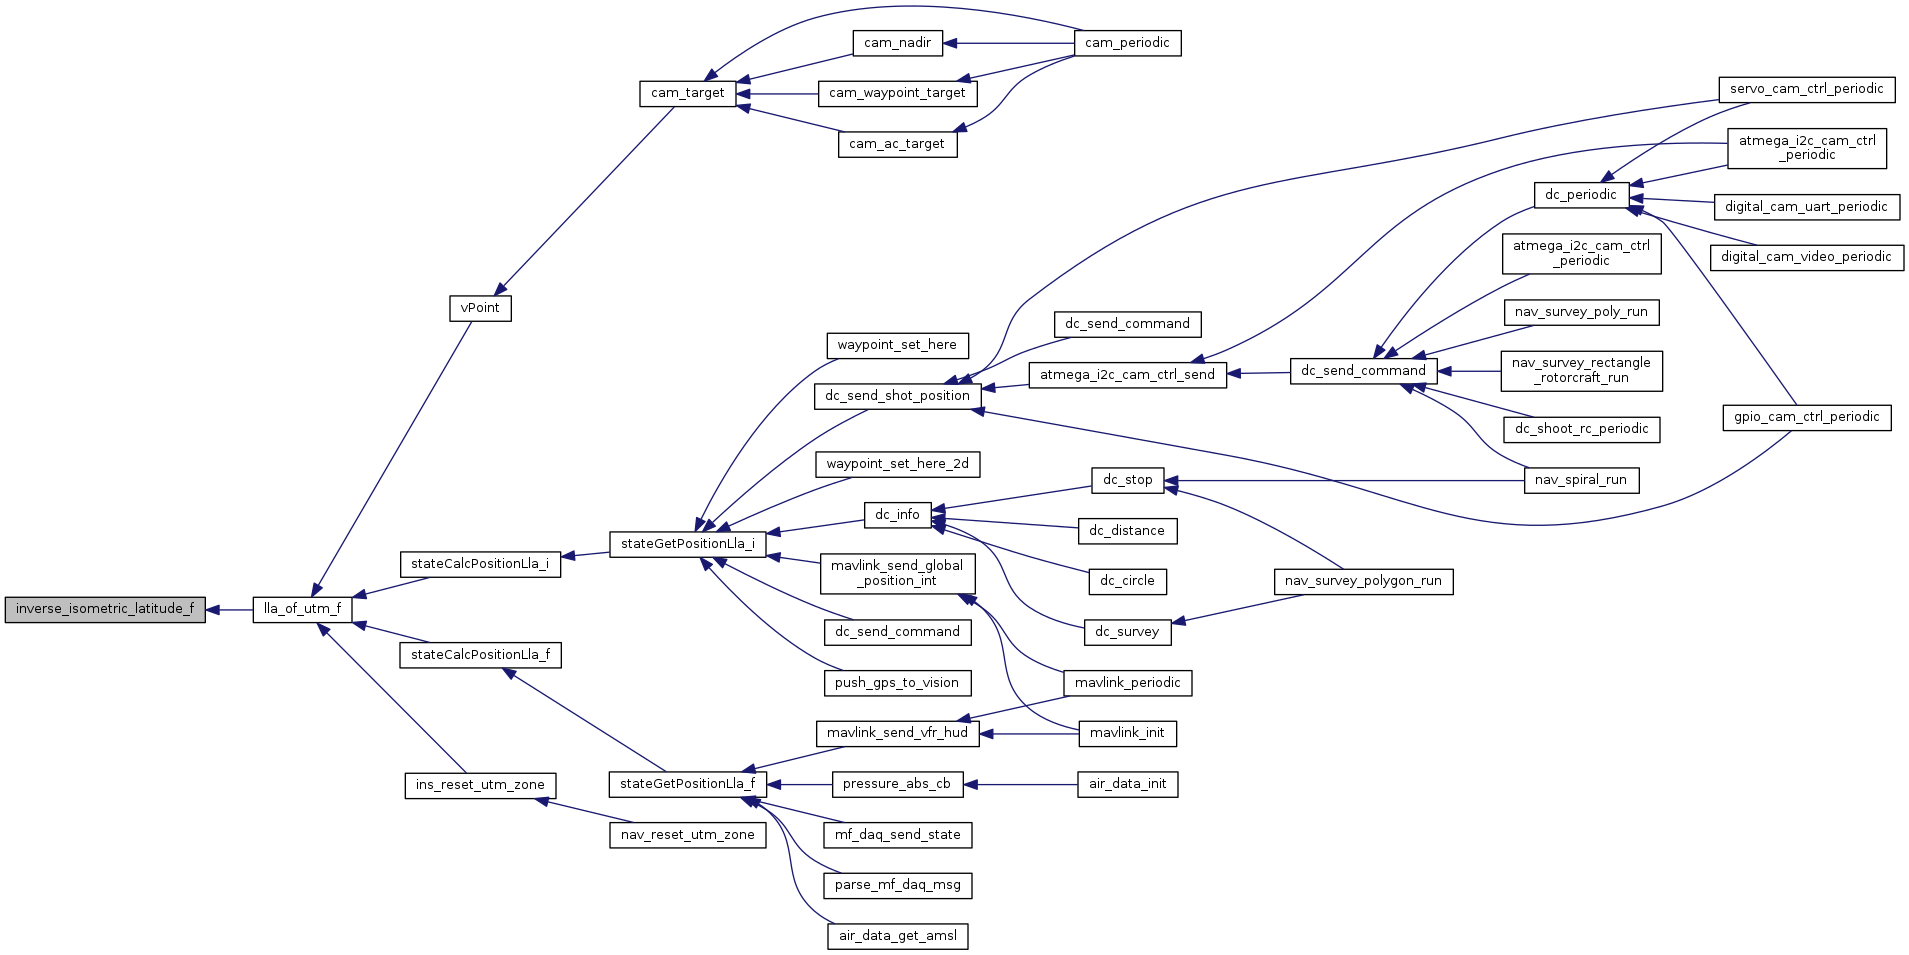 cam_nadir
cam_periodic
cam_target
cam_waypoint_target
cam_ac_target
servo_cam_ctrl_periodic
atmega_i2c_cam_ctrl
_periodic
dc_periodic
digital_cam_uart_periodic
digital_cam_video_periodic
atmega_i2c_cam_ctrl
_periodic
vPoint
nav_survey_poly_run
dc_send_command
waypoint_set_here
atmega_i2c_cam_ctrl_send
dc_send_command
nav_survey_rectangle
_rotorcraft_run
dc_send_shot_position
gpio_cam_ctrl_periodic
dc_shoot_rc_periodic
waypoint_set_here_2d
dc_stop
nav_spiral_run
dc_info
dc_distance
stateGetPositionLla_i
stateCalcPositionLla_i
mavlink_send_global
_position_int
dc_circle
nav_survey_polygon_run
inverse_isometric_latitude_f
lla_of_utm_f
dc_send_command
dc_survey
stateCalcPositionLla_f
push_gps_to_vision
mavlink_periodic
mavlink_send_vfr_hud
mavlink_init
ins_reset_utm_zone
stateGetPositionLla_f
pressure_abs_cb
air_data_init
nav_reset_utm_zone
mf_daq_send_state
parse_mf_daq_msg
air_data_get_amsl